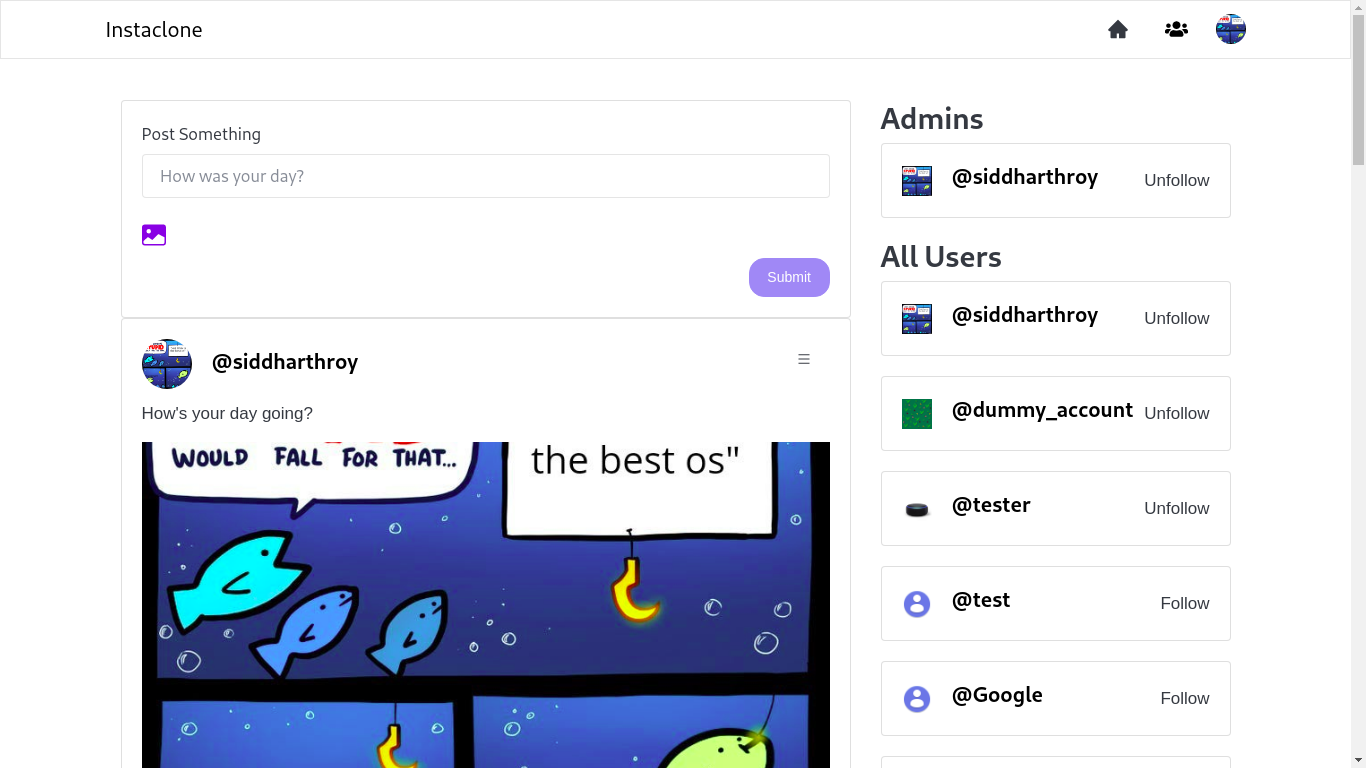 Instaclone
Post Something
How was your day?
Submit
@siddharthroy
How's your day going?
WOULD FALL FOR THAT...
the best os"
Admins
@siddharthroy Unfollow
All Users
@siddharthroy Unfollow
@dummy_account Unfollow
@tester Unfollow
@test Follow
@Google Follow